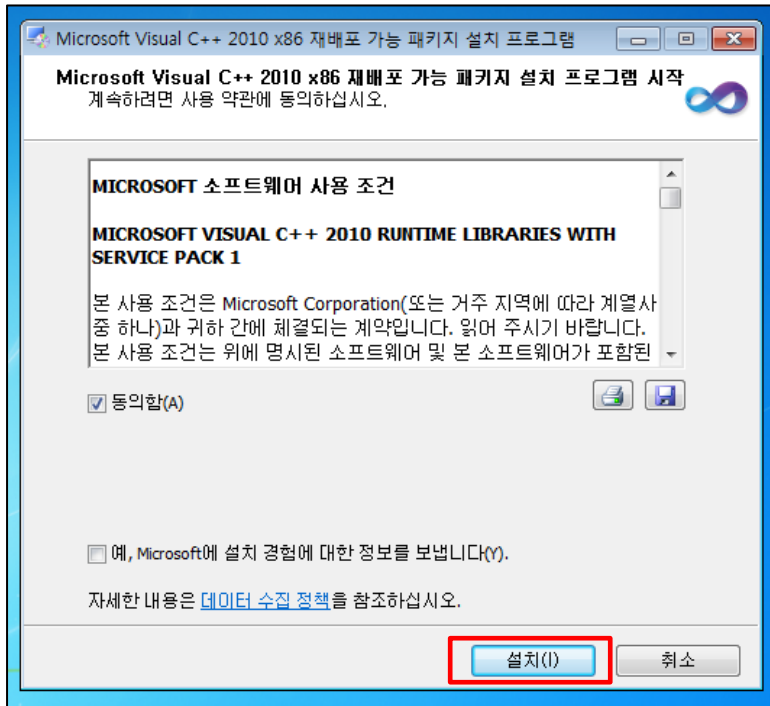 Microsoft Visual C++ 2010 x86 재배포 가능 패키지 설치 프로그램
Microsoft Visual C++ 2010 x86 재배포 가능 패키지 설치 프로그램 시작
계속하려면 사용 약관에 동의하십시오.
MICROSOFT 소프트웨어 사용 조건
MICROSOFT VISUAL C++ 2010 RUNTIME LIBRARIES WITH
SERVICE PACK 1
본 사용 조건은 Microsoft Corporation(또는 거주 지역에 따라 계열사
중 하나)과 귀하 간에 체결되는 계약입니다. 읽어 주시기 바랍니다.
본 사용 조건는 위에 명시된 소프트웨어 및 본 소프트웨어가 포함된
동의함(A)
예, Microsoft에 설치 경험에 대한 정보를 보냅니다(Y).
자세한 내용은 데이터 수집 정책을 참조하십시오.
설치(I)
취소